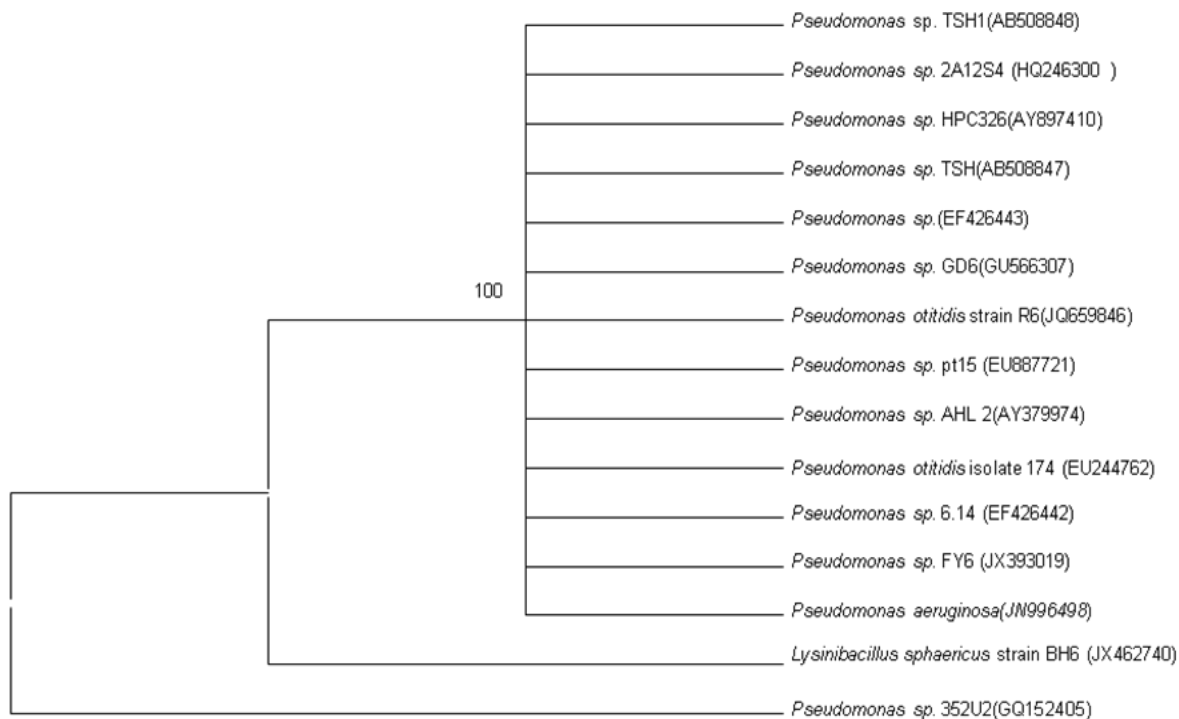 Pseudomonas sp. TSH1(AB508848)
Pseudomonas sp. 2A12S4 (HQ246300 )
Pseudomonas sp. HPC326(AY897410)
Pseudomonas sp. TSH(AB508847)
Pseudomonas sp.(EF426443)
Pseudomonas sp. GD6(GU566307)
100
Pseudomonas otitidis strain R6(JQ659846)
Pseudomonas sp. pt15 (EU887721)
Pseudomonas sp. AHL 2(AY379974)
Pseudomonas otitidis isolate 174 (EU244762)
Pseudomonas sp. 6.14 (EF426442)
Pseudomonas sp. FY6 (JX393019)
Pseudomonas aeruginosa(JN996498)
Lysinibacillus sphaericus strain BH6 (JX462740)
Pseudomonas sp. 352U2(GQ152405)